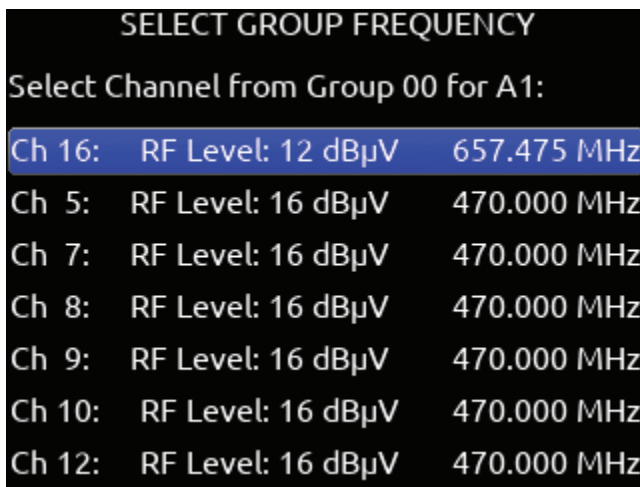 SELECT GROUP FREQUENCY
Select Channel from Group 00 for A1:
Ch 16: RF Level: 12 dBµV 657.475 MHz
Ch 5: RF Level: 16 dBµV 470.000 MHz
Ch 7: RF Level: 16 dBµV 470.000 MHz
Ch 8: RF Level: 16 dBµV 470.000 MHz
Ch 9: RF Level: 16 dBµV 470.000 MHz
Ch 10: RF Level: 16 dBµV 470.000 MHz
Ch 12: RF Level: 16 dBµV 470.000 MHz